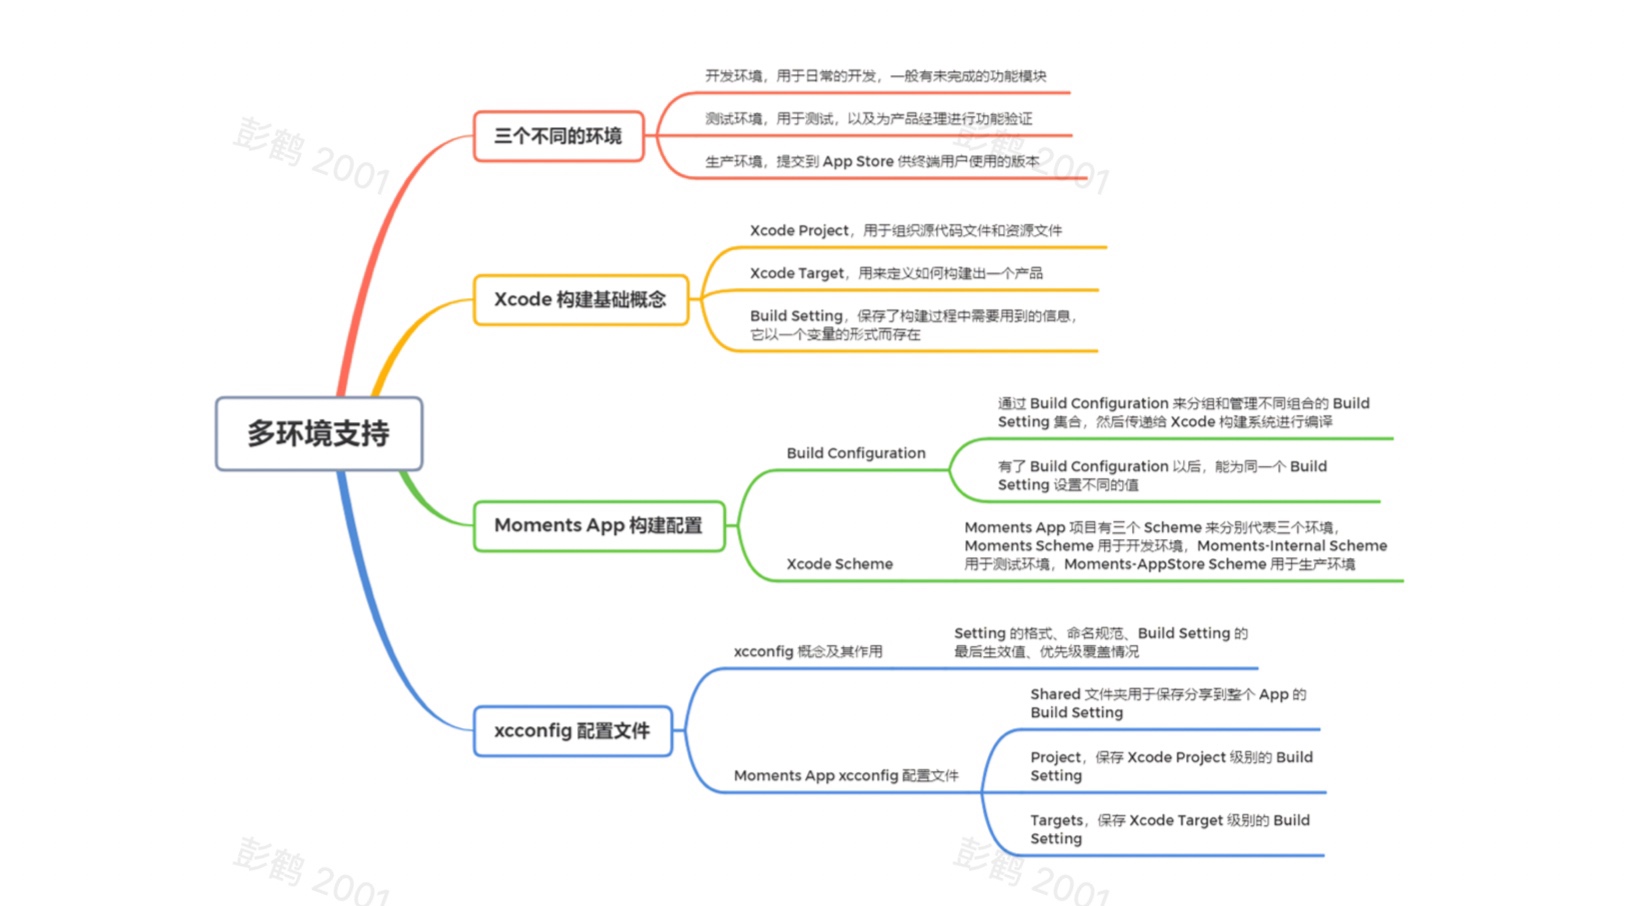 开发环境，用于日常的开发，一般有未完成的功能模块
三个不同的环境
测试环境，用于测试，以及为产品经理进行功能验证
生产环境，提交到 App Store 供终端用户使用的版本
Xcode Project，用于组织源代码文件和资源文件
Xcode 构建基础概念
Xcode Target，用来定义如何构建出一个产品
Build Setting，保存了构建过程中需要用到的信息，
它以一个变量的形式而存在
多环境支持
通过 Build Configuration 来分组和管理不同组合的 Build
Setting 集合，然后传递给 Xcode 构建系统进行编译
Build Configuration
有了 Build Configuration 以后，能为同一个 Build
Setting 设置不同的值
Moments App 构建配置
Moments App 项目有三个 Scheme 来分别代表三个环境，
Moments Scheme 用于开发环境，Moments-Internal Scheme
用于测试环境，Moments-AppStore Scheme 用于生产环境
Xcode Scheme
Setting 的格式、命名规范、Build Setting 的
最后生效值、优先级覆盖情况
xcconfig 概念及其作用
xcconfig 配置文件
Shared 文件夹用于保存分享到整个 App 的
Build Setting
Moments App xcconfig 配置文件
Project，保存 Xcode Project 级别的 Build
Setting
Targets，保存 Xcode Target 级别的 Build
Setting
彭鹤 2001
彭鹤 2001
彭鹤 2001
彭鹤 2001